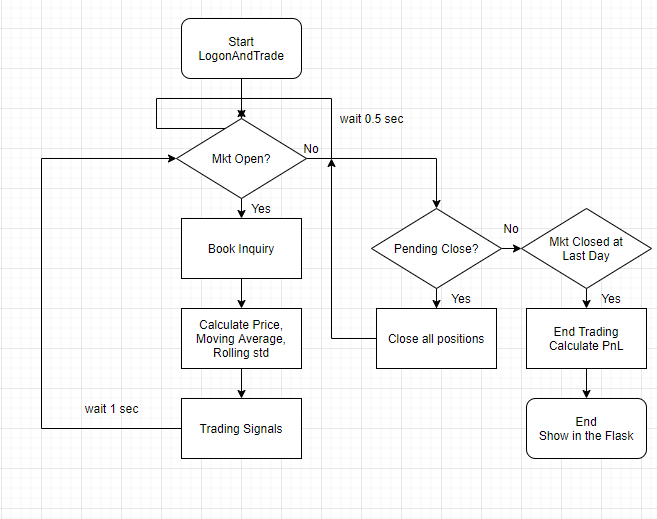 Start
LogonAndTrade
wait 0.5 sec
Mkt Open?
No
Yes
Book Inquiry
Pending Close?
No
Mkt Closed at
Last Day
Yes
Yes
Calculate Price,
Moving Average,
Rolling std
Close all positions
End Trading
Calculate PnL
wait 1 sec
Trading Signals
End
Show in the Flask